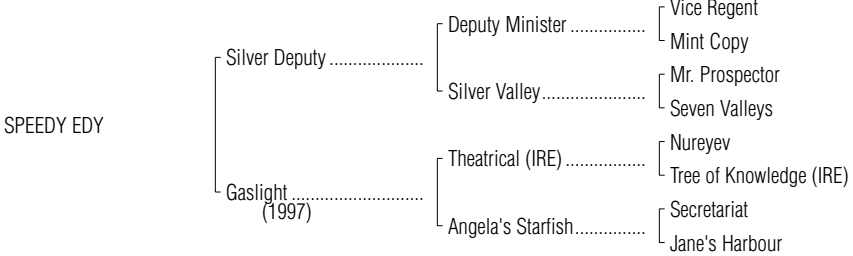 Vice Regent
Deputy Minister ................
Mint Copy
Silver Deputy ....................
Mr. Prospector
Silver Valley......................
Seven Valleys
SPEEDY EDY
Nureyev
Theatrical (IRE) .................
Tree of Knowledge (IRE)
Gaslight ............................
(1997)
Secretariat
Angela's Starfish...............
Jane's Harbour